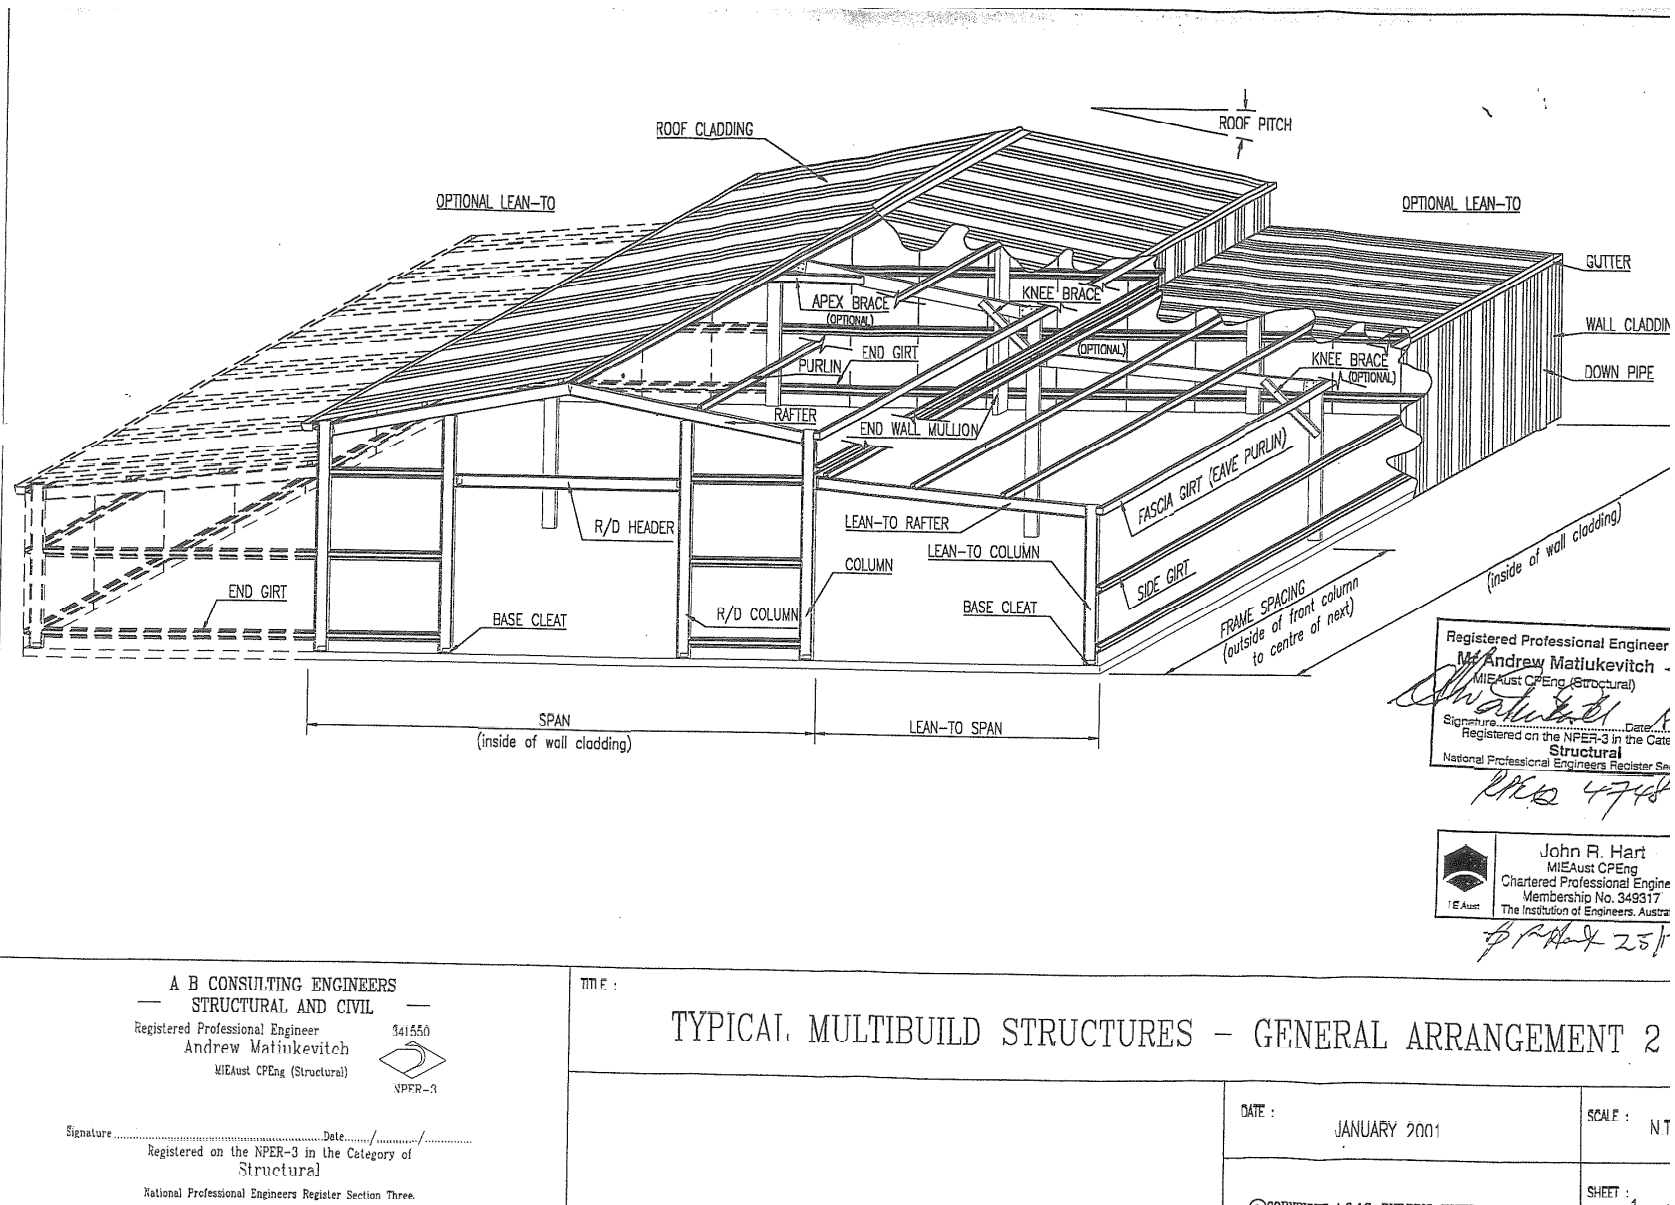 ROOF PITCH
ROOF CLADDING
OPTIONAL LEAN-TO
OPTIONAL LEAN-TO
GUTTER
APEX BRACE
(OPTIONAL)
KNEE BRACE
(OPTIONAL)
WALL CLADDIN
END GIRT
PURLIN
KNEE BRACE
(OPTIONAL)
DOWN PIPE
RAFTER
END WALL MULLION
FASCIA GIRT (EAVE PURLIN)
R/D HEADER
LEAN-TO RAFTER
LEAN-TO COLUMN
COLUMN
SIDE GIRT
END GIRT
BASE CLEAT
R/D COLUMN
BASE CLEAT
FRAME SPACING
(outside of front column
to centre of next)
(inside of wall cladding)
SPAN
(inside of wall cladding)
LEAN-TO SPAN
Registered Professional Engineer
Mr Andrew Matiukevitch
MIEAust CPEng (Structural)
Signature Date
Registered on the NPER-3 in the Cate
Structural
National Professional Engineers Register Se
RPEQ 4748
John R. Hart
MIEAust CPEng
Chartered Professional Engine
Membership No. 349317
The Institution of Engineers. Austra
IEAust
25/1
A B CONSULTING ENGINEERS
STRUCTURAL AND CIVIL
Registered Professional Engineer 341550
Andrew Matiukevitch
MIEAust CPEng (Structural)
NPER-3
Signature Date / /
Registered on the NPER-3 in the Category of
Structural
National Professional Engineers Register Section Three.
TITLE :
TYPICAL MULTIBUILD STRUCTURES - GENERAL ARRANGEMENT 2
DATE :
JANUARY 2001
SCALE :
N.T
SHEET :